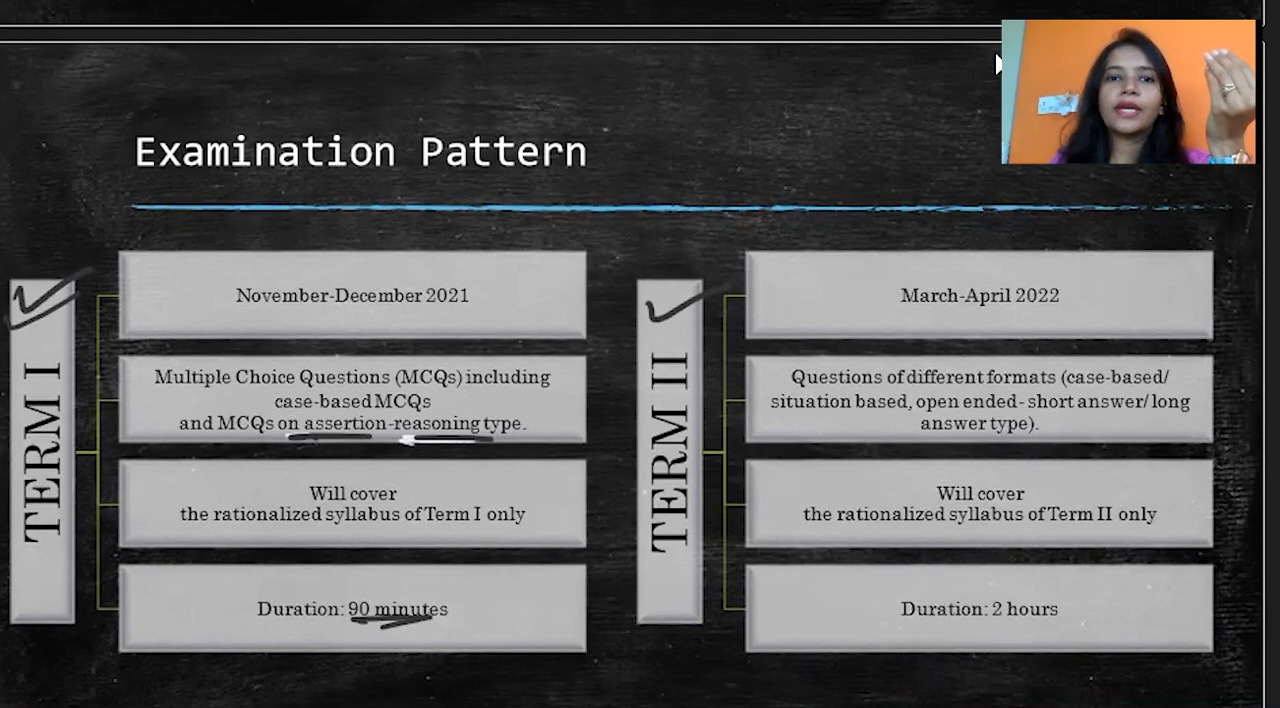 Examination Pattern
TERM I
November-December 2021
Multiple Choice Questions (MCQs) including
case-based MCQs
and MCQs on assertion-reasoning type.
Will cover
the rationalized syllabus of Term I only
Duration: 90 minutes
TERM II
March-April 2022
Questions of different formats (case-based/
situation based, open ended- short answer/ long
answer type).
Will cover
the rationalized syllabus of Term II only
Duration: 2 hours